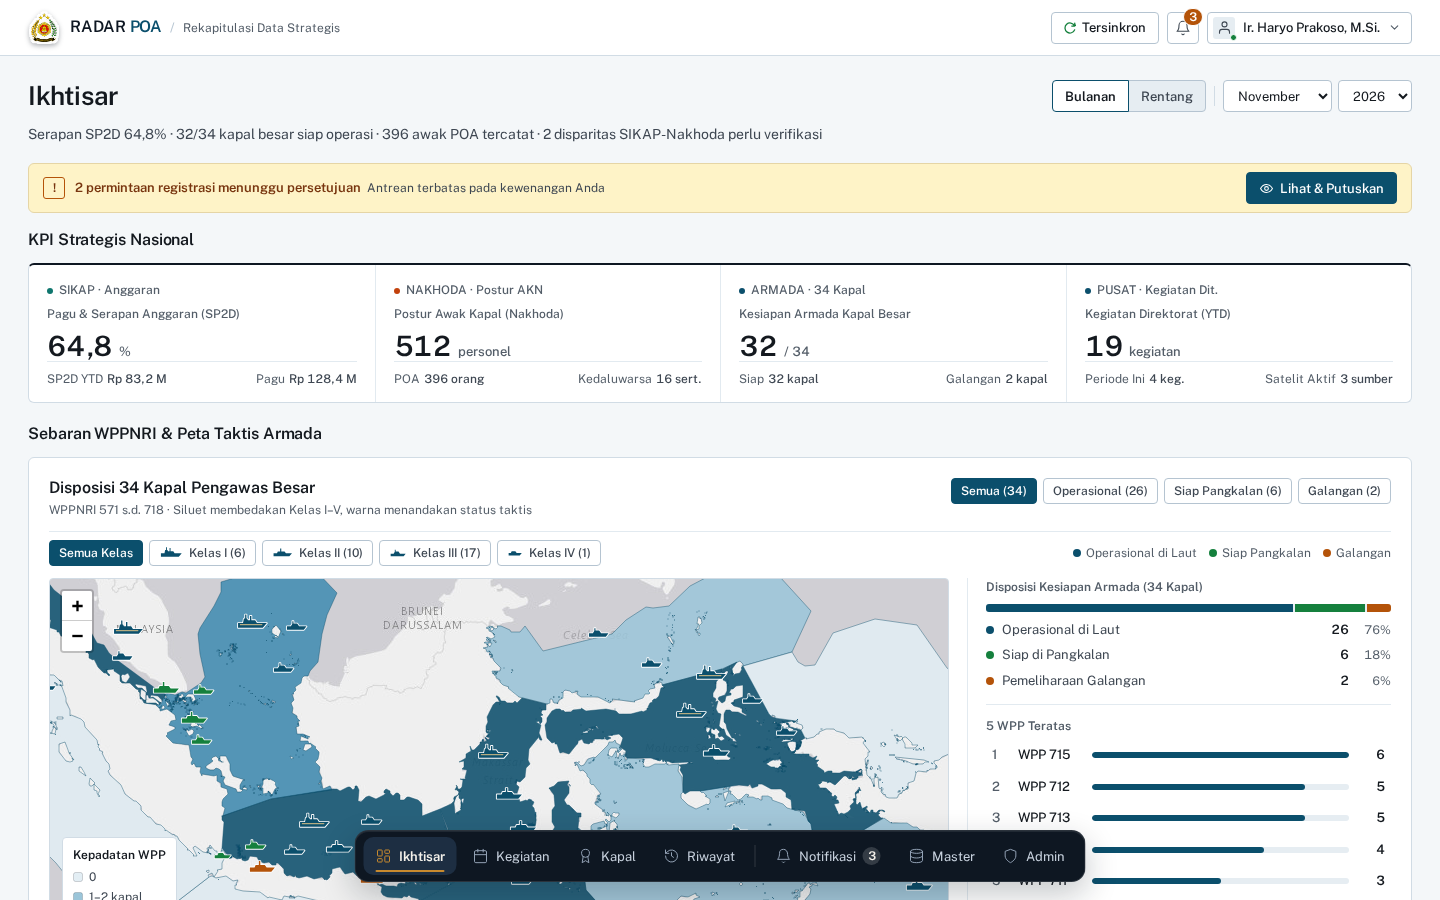 RADAR POA / Rekapitulasi Data Strategis
Tersinkron
3
Ir. Haryo Prakoso, M.Si.
Ikhtisar
Bulanan
Rentang
November
2026
Serapan SP2D 64,8% · 32/34 kapal besar siap operasi · 396 awak POA tercatat · 2 disparitas SIKAP-Nakhoda perlu verifikasi
! 2 permintaan registrasi menunggu persetujuan Antrean terbatas pada kewenangan Anda
Lihat & Putuskan
KPI Strategis Nasional
SIKAP · Anggaran
Pagu & Serapan Anggaran (SP2D)
64,8 %
SP2D YTD Rp 83,2 M
Pagu Rp 128,4 M
NAKHODA · Postur AKN
Postur Awak Kapal (Nakhoda)
512 personel
POA 396 orang
Kedaluwarsa 16 sert.
ARMADA · 34 Kapal
Kesiapan Armada Kapal Besar
32 / 34
Siap 32 kapal
Galangan 2 kapal
PUSAT · Kegiatan Dit.
Kegiatan Direktorat (YTD)
19 kegiatan
Periode Ini 4 keg.
Satelit Aktif 3 sumber
Sebaran WPPNRI & Peta Taktis Armada
Disposisi 34 Kapal Pengawas Besar
WPPNRI 571 s.d. 718 · Siluet membedakan Kelas I–V, warna menandakan status taktis
Semua (34)
Operasional (26)
Siap Pangkalan (6)
Galangan (2)
Semua Kelas
Kelas I (6)
Kelas II (10)
Kelas III (17)
Kelas IV (1)
Operasional di Laut
Siap Pangkalan
Galangan
+
−
AYSIA
BRUNEI
DARUSSALAM
Kepadatan WPP
0
1–2 kapal
Disposisi Kesiapan Armada (34 Kapal)
Operasional di Laut 26 76%
Siap di Pangkalan 6 18%
Pemeliharaan Galangan 2 6%
5 WPP Teratas
1 WPP 715 6
2 WPP 712 5
3 WPP 713 5
4
3
Ikhtisar
Kegiatan
Kapal
Riwayat
Notifikasi 3
Master
Admin